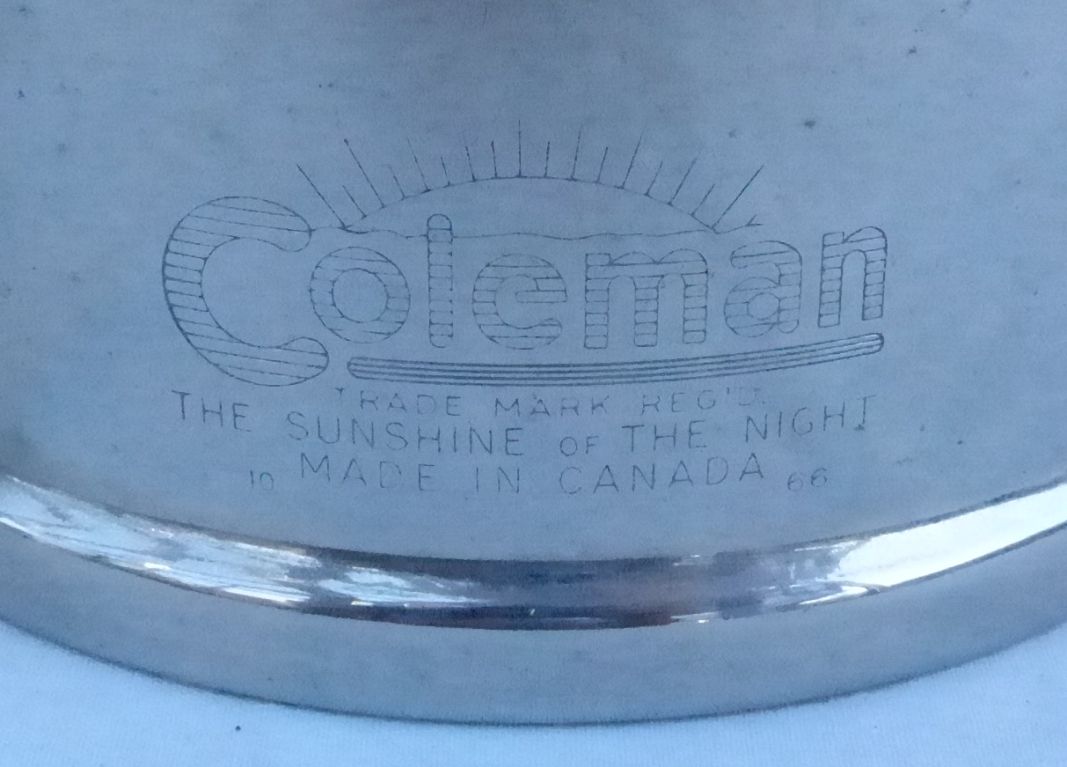 Coleman
TRADE MARK REG'D.
THE SUNSHINE OF THE NIGHT
10 MADE IN CANADA 66